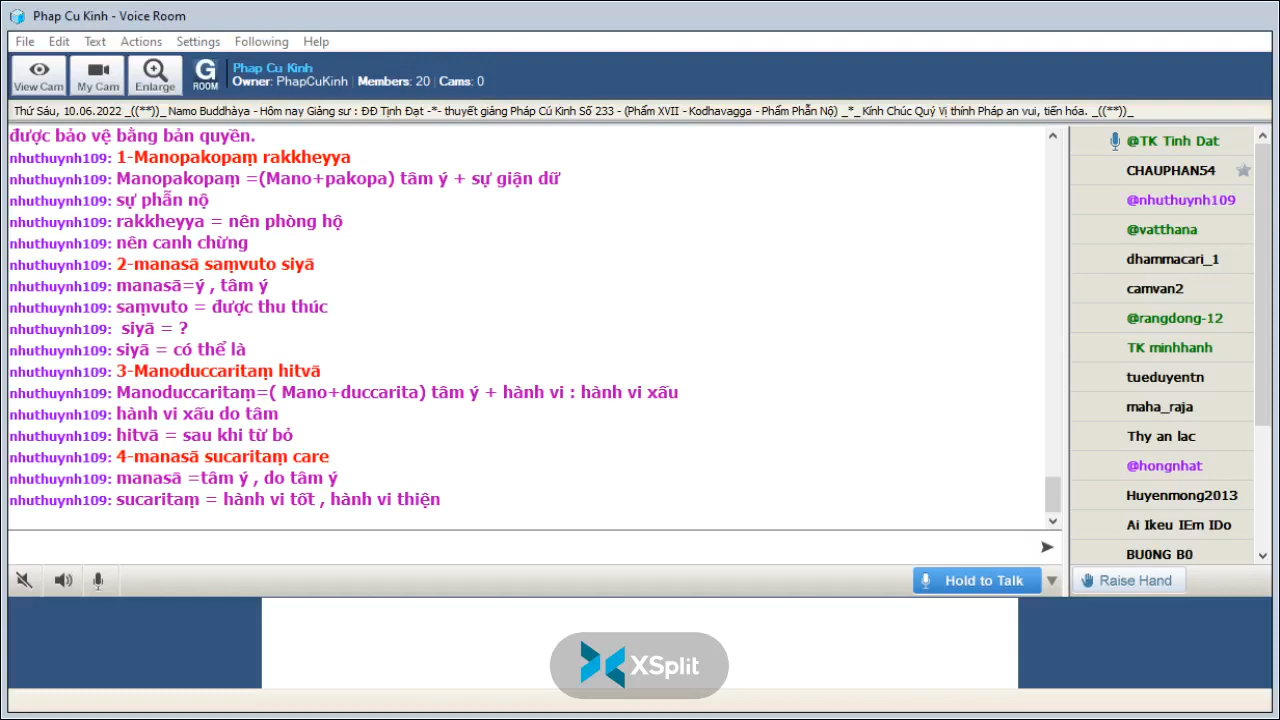 Phap Cu Kinh - Voice Room
File Edit Text Actions Settings Following Help
View Cam My Cam Enlarge G ROOM
Phap Cu Kinh
Owner: PhapCuKinh | Members: 20 | Cams: 0
Thứ Sáu, 10.06.2022 _((**))_ Namo Buddhàya - Hôm nay Giảng sư : ĐĐ Tịnh Đạt -*- thuyết giảng Pháp Cú Kinh Số 233 - (Phẩm XVII - Kodhavagga - Phẩm Phẫn Nộ) _*_ Kính Chúc Quý Vị thính Pháp an vui, tiến hóa. _((**))_
được bảo vệ bằng bản quyền.
nhuthuynh109: 1-Manopakopaṃ rakkheyya
nhuthuynh109: Manopakopaṃ =(Mano+pakopa) tâm ý + sự giận dữ
nhuthuynh109: sự phẫn nộ
nhuthuynh109: rakkheyya = nên phòng hộ
nhuthuynh109: nên canh chừng
nhuthuynh109: 2-manasā saṃvuto siyā
nhuthuynh109: manasā=ý , tâm ý
nhuthuynh109: saṃvuto = được thu thúc
nhuthuynh109: siyā = ?
nhuthuynh109: siyā = có thể là
nhuthuynh109: 3-Manoduccaritaṃ hitvā
nhuthuynh109: Manoduccaritaṃ=( Mano+duccarita) tâm ý + hành vi : hành vi xấu
nhuthuynh109: hành vi xấu do tâm
nhuthuynh109: hitvā = sau khi từ bỏ
nhuthuynh109: 4-manasā sucaritaṃ care
nhuthuynh109: manasā =tâm ý , do tâm ý
nhuthuynh109: sucaritaṃ = hành vi tốt , hành vi thiện
@TK Tinh Dat
CHAUPHAN54
@nhuthuynh109
@vatthana
dhammacari_1
camvan2
@rangdong-12
TK minhhanh
tueduyentn
maha_raja
Thy an lac
@hongnhat
Huyenmong2013
Ai Ikeu IEm IDo
BU0NG B0
Hold to Talk
Raise Hand
XSplit